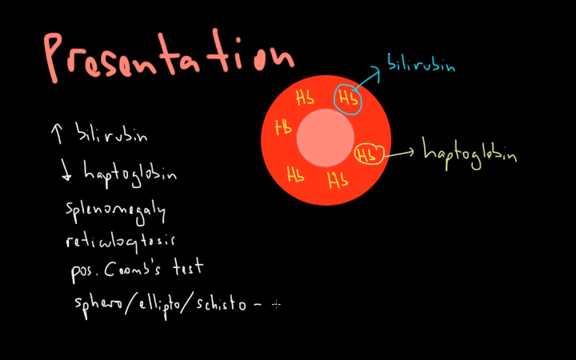 Presentation
bilirubin
Hb Hb
Hb
Hb
haptoglobin
Hb Hb
↑ bilirubin
↓ haptoglobin
splenomegaly
reticulocytosis
pos. Coomb's test
sphero/ellipto/schisto -